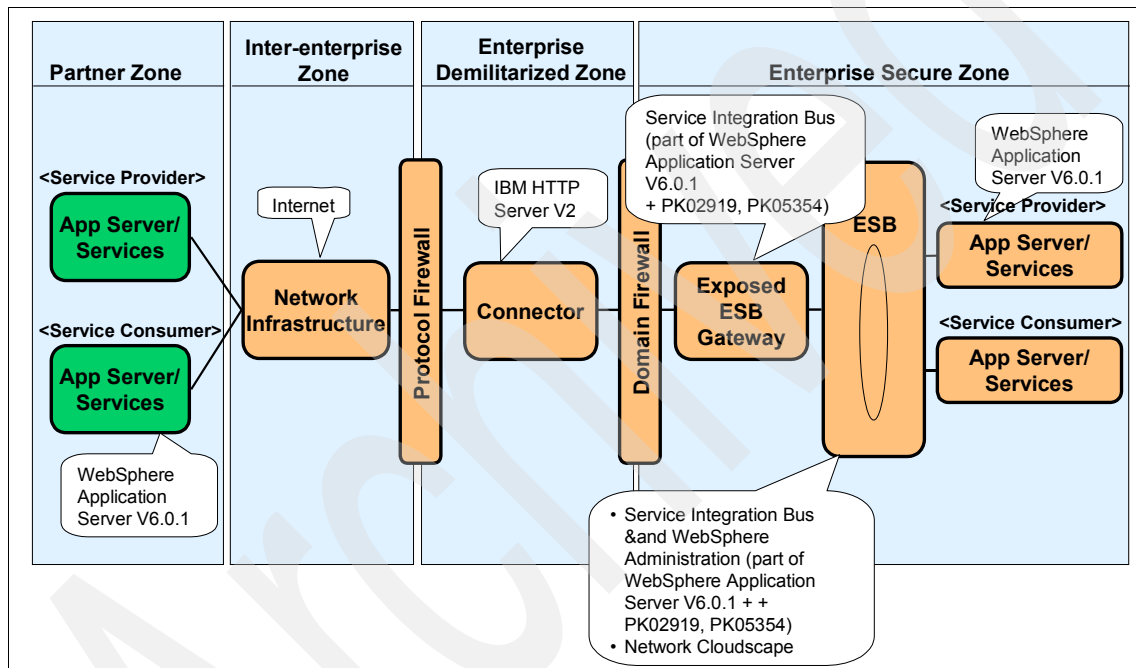 Partner Zone
Inter-enterprise
Zone
Enterprise
Demilitarized Zone
Enterprise Secure Zone
<Service Provider>
App Server/
Services
<Service Consumer>
App Server/
Services
WebSphere
Application
Server V6.0.1
Internet
Network
Infrastructure
Protocol Firewall
IBM HTTP
Server V2
Connector
Domain Firewall
Service Integration Bus
(part of WebSphere
Application Server
V6.0.1
+ PK02919, PK05354)
Exposed
ESB
Gateway
ESB
WebSphere
Application
Server V6.0.1
<Service Provider>
App Server/
Services
<Service Consumer>
App Server/
Services
• Service Integration Bus
&and WebSphere
Administration (part of
WebSphere Application
Server V6.0.1 + +
PK02919, PK05354)
• Network Cloudscape
Archived